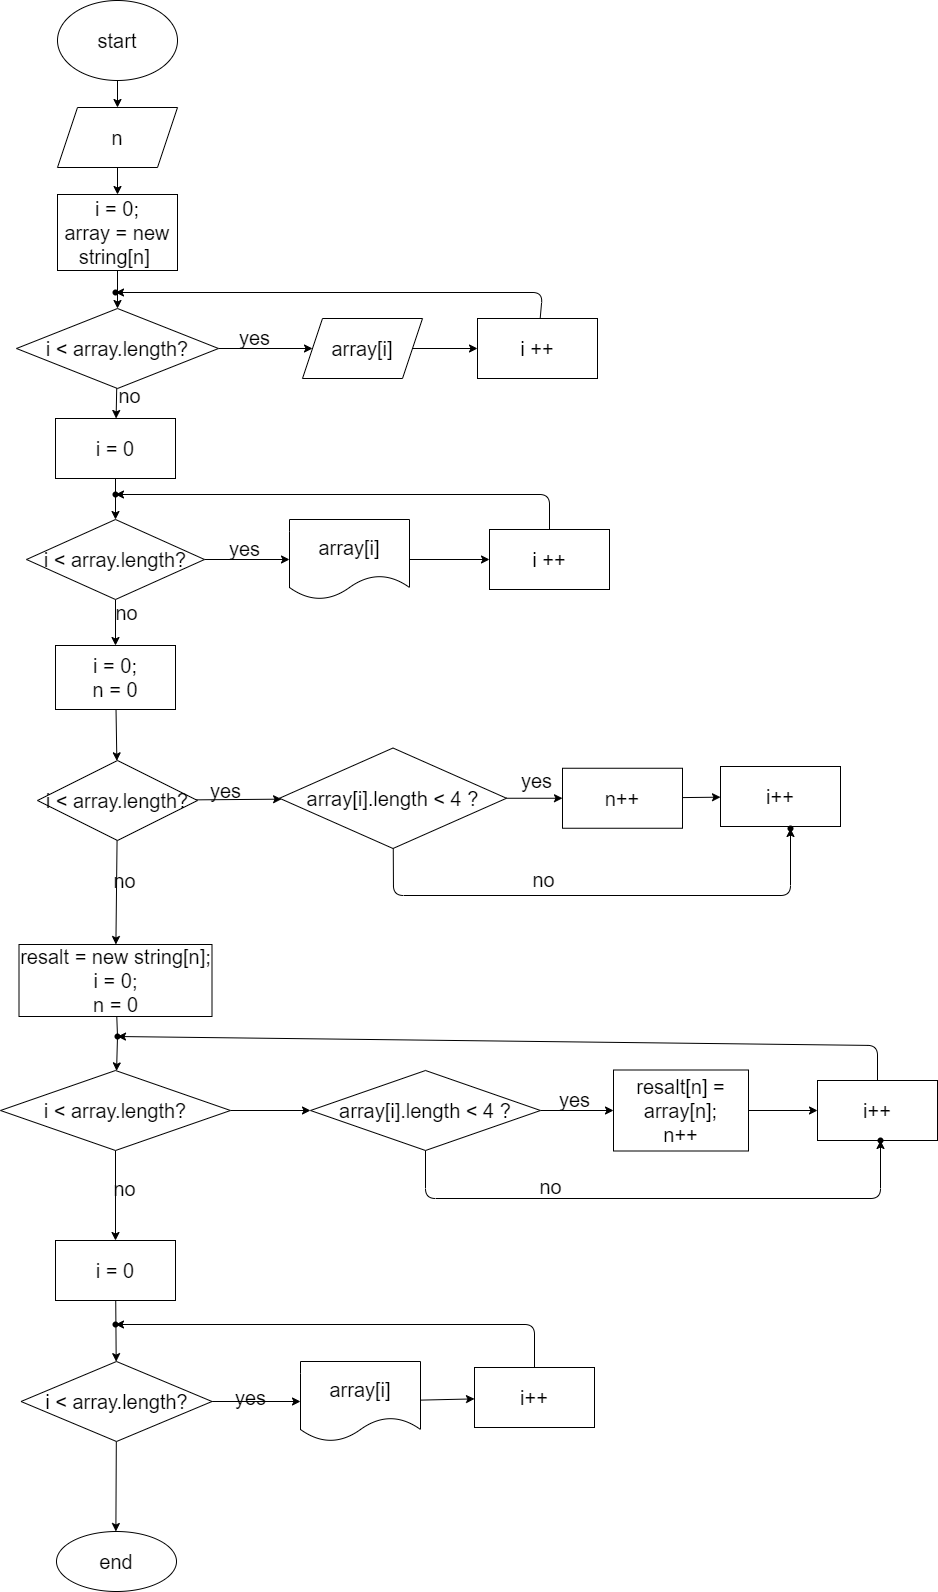 start
n
i = 0;
array = new
string[n]
i < array.length?
yes
array[i]
i ++
no
i = 0
i < array.length?
yes
array[i]
i ++
no
i = 0;
n = 0
i < array.length?
yes
array[i].length < 4 ?
yes
n++
i++
no
no
resalt = new string[n];
i = 0;
n = 0
i < array.length?
array[i].length < 4 ?
yes
resalt[n] =
array[n];
n++
i++
no
no
i = 0
i < array.length?
yes
array[i]
i++
end